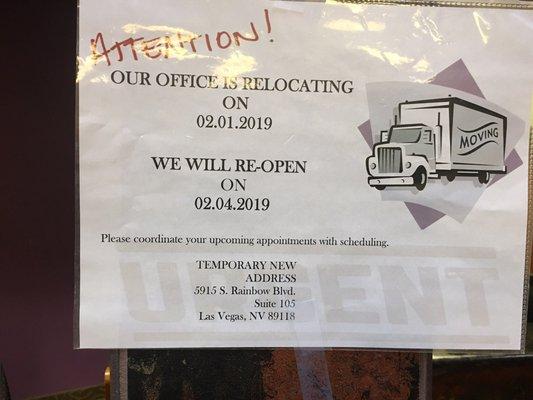 ATTENTION!
OUR OFFICE IS RELOCATING
ON
02.01.2019
MOVING
WE WILL RE-OPEN
ON
02.04.2019
Please coordinate your upcoming appointments with scheduling.
URGENT
TEMPORARY NEW
ADDRESS
5915 S. Rainbow Blvd.
Suite 105
Las Vegas, NV 89118